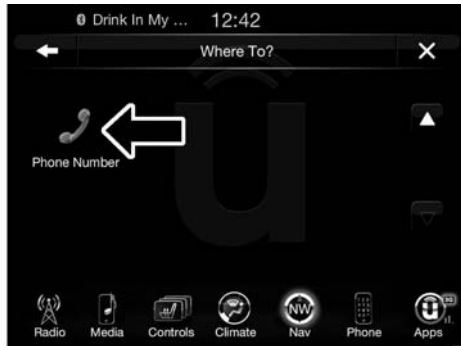 Drink In My ... 12:42
Where To?
Phone Number
NW
Radio Media Controls Climate Nav Phone Apps